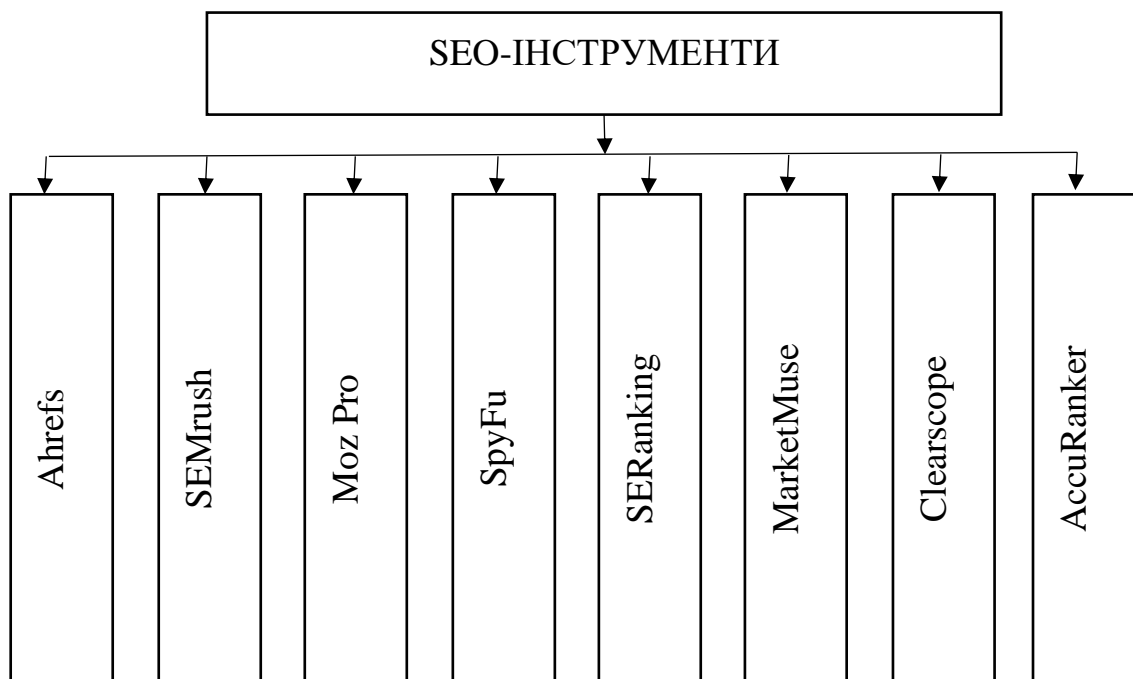 SEO-ІНСТРУМЕНТИ
Ahrefs
SEMrush
Moz Pro
SpyFu
SERanking
MarketMuse
Clearscope
AccuRanker